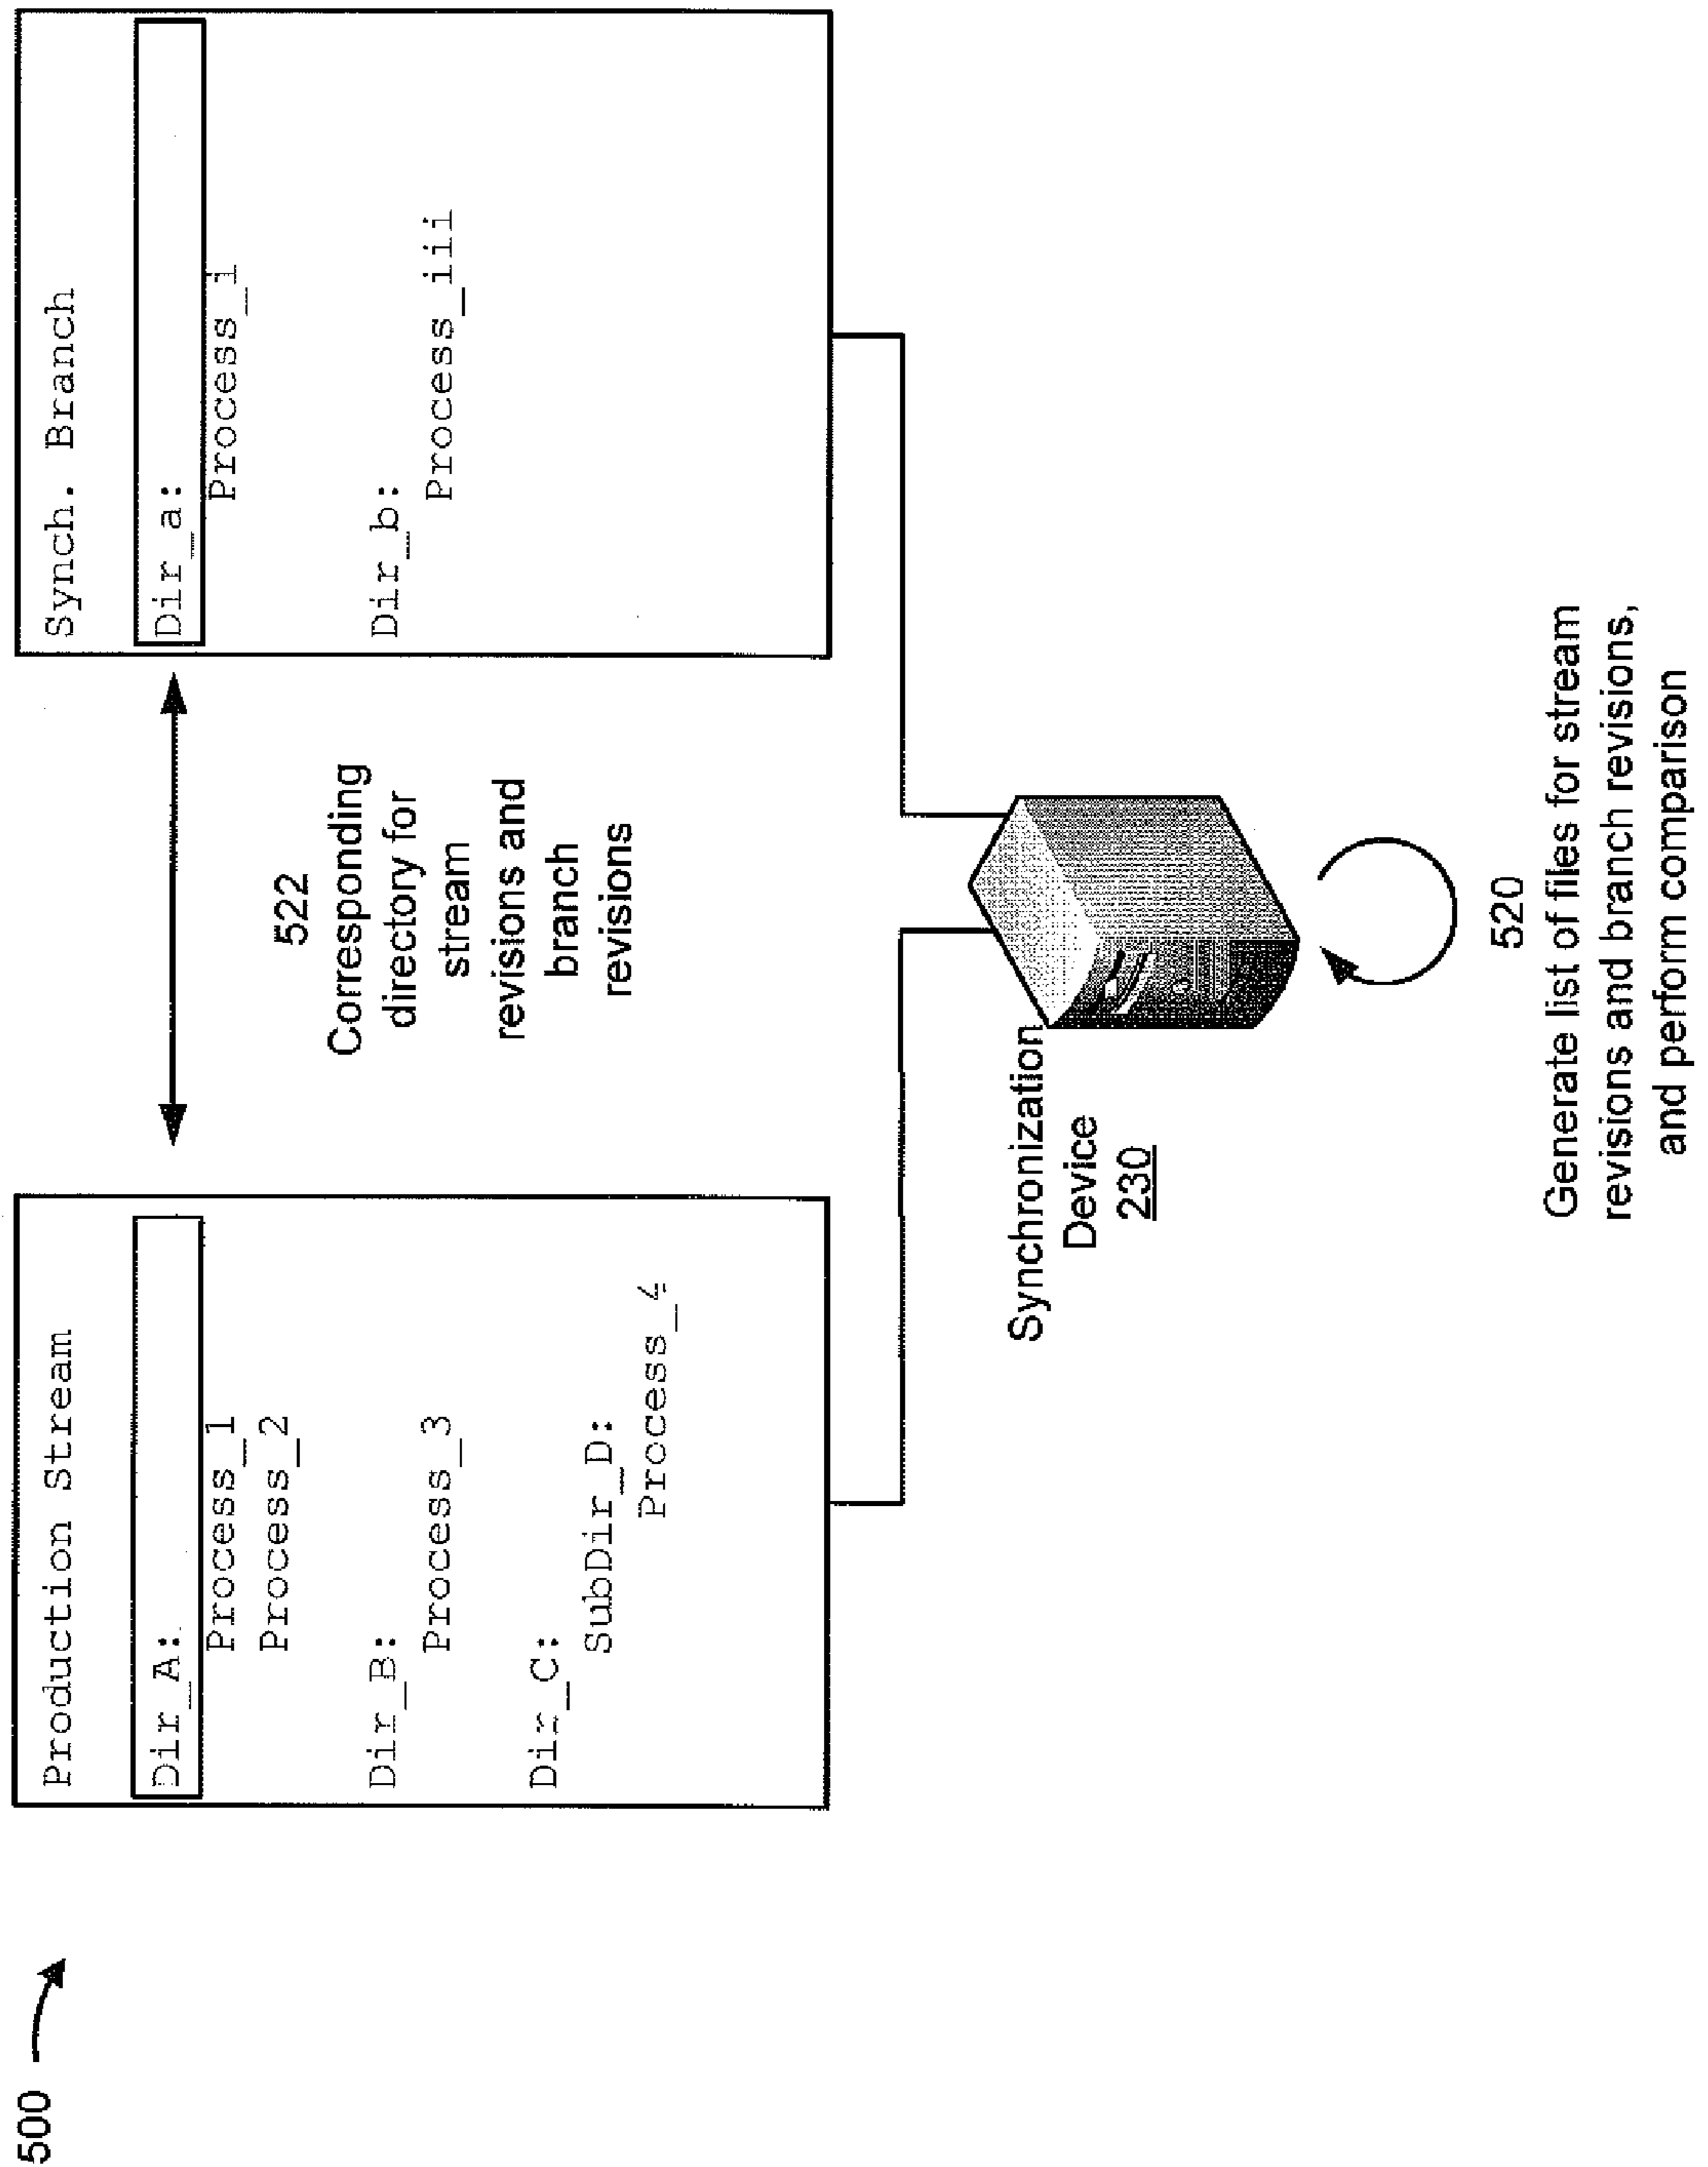 500
Production Stream
Dir_A:
Process_1
Process_2
Dir_B:
Process_3
Dir_C:
SubDir_D:
Process_4
522
Corresponding
directory for
stream
revisions and
branch
revisions
Synch. Branch
Dir_a:
Process_i
Dir_b:
Process_iii
Synchronization
Device
230
520
Generate list of files for stream
revisions and branch revisions,
and perform comparison